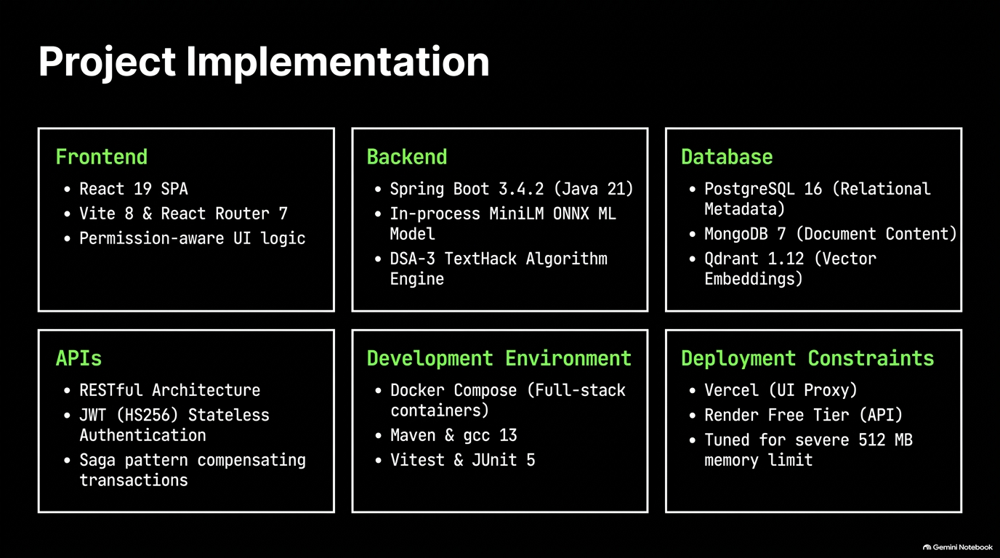 Project Implementation
Frontend
• React 19 SPA
• Vite 8 & React Router 7
• Permission-aware UI logic
Backend
• Spring Boot 3.4.2 (Java 21)
• In-process MiniLM ONNX ML
Model
• DSA-3 TextHack Algorithm
Engine
Database
• PostgreSQL 16 (Relational
Metadata)
• MongoDB 7 (Document Content)
• Qdrant 1.12 (Vector
Embeddings)
APIs
• RESTful Architecture
• JWT (HS256) Stateless
Authentication
• Saga pattern compensating
transactions
Development Environment
• Docker Compose (Full-stack
containers)
• Maven & gcc 13
• Vitest & JUnit 5
Deployment Constraints
• Vercel (UI Proxy)
• Render Free Tier (API)
• Tuned for severe 512 MB
memory limit
Gemini Notebook